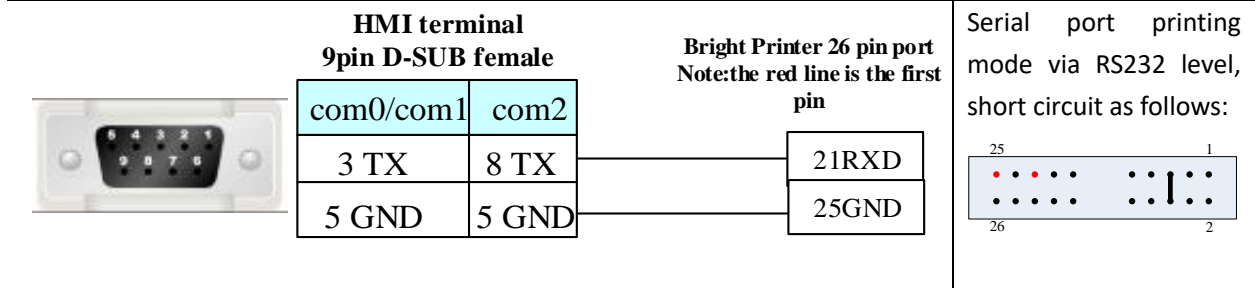 HMI terminal
9pin D-SUB female
com0/com1 com2
3 TX 8 TX
5 GND 5 GND
Bright Printer 26 pin port
Note:the red line is the first
pin
21RXD
25GND
Serial port printing
mode via RS232 level,
short circuit as follows:
25 1
26 2
5 4 3 2 1
9 8 7 6